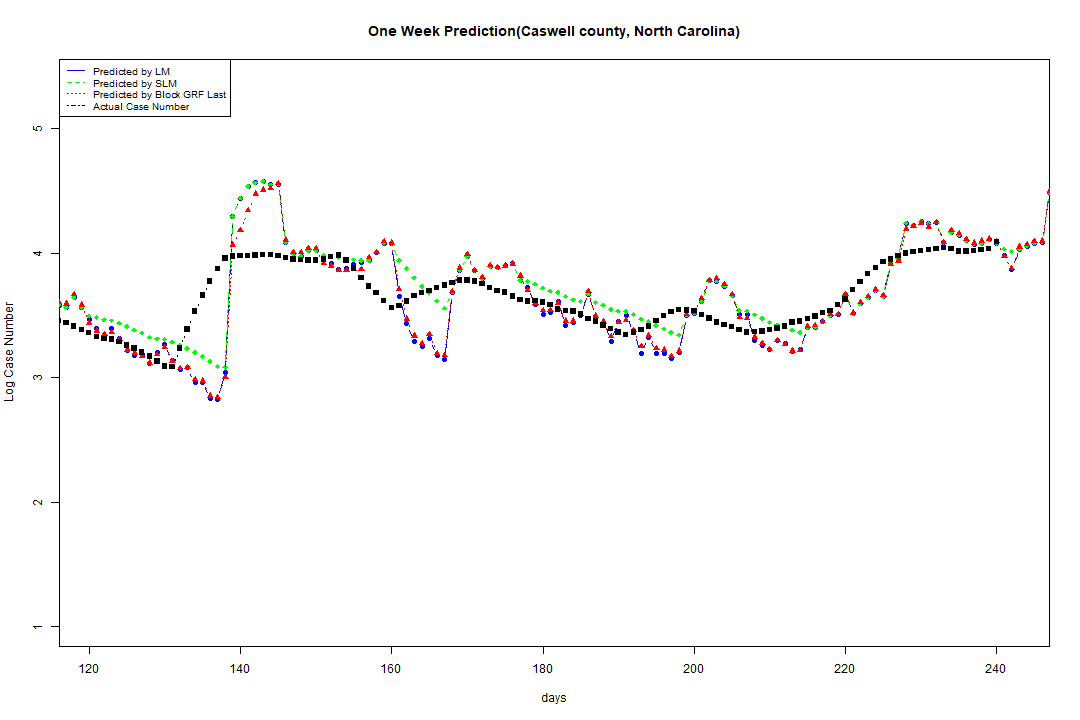 One Week Prediction(Caswell county, North Carolina)
Predicted by LM
Predicted by SLM
Predicted by Block GRF Last
Actual Case Number
5
4
3
2
1
Log Case Number
120 140 160 180 200 220 240
days